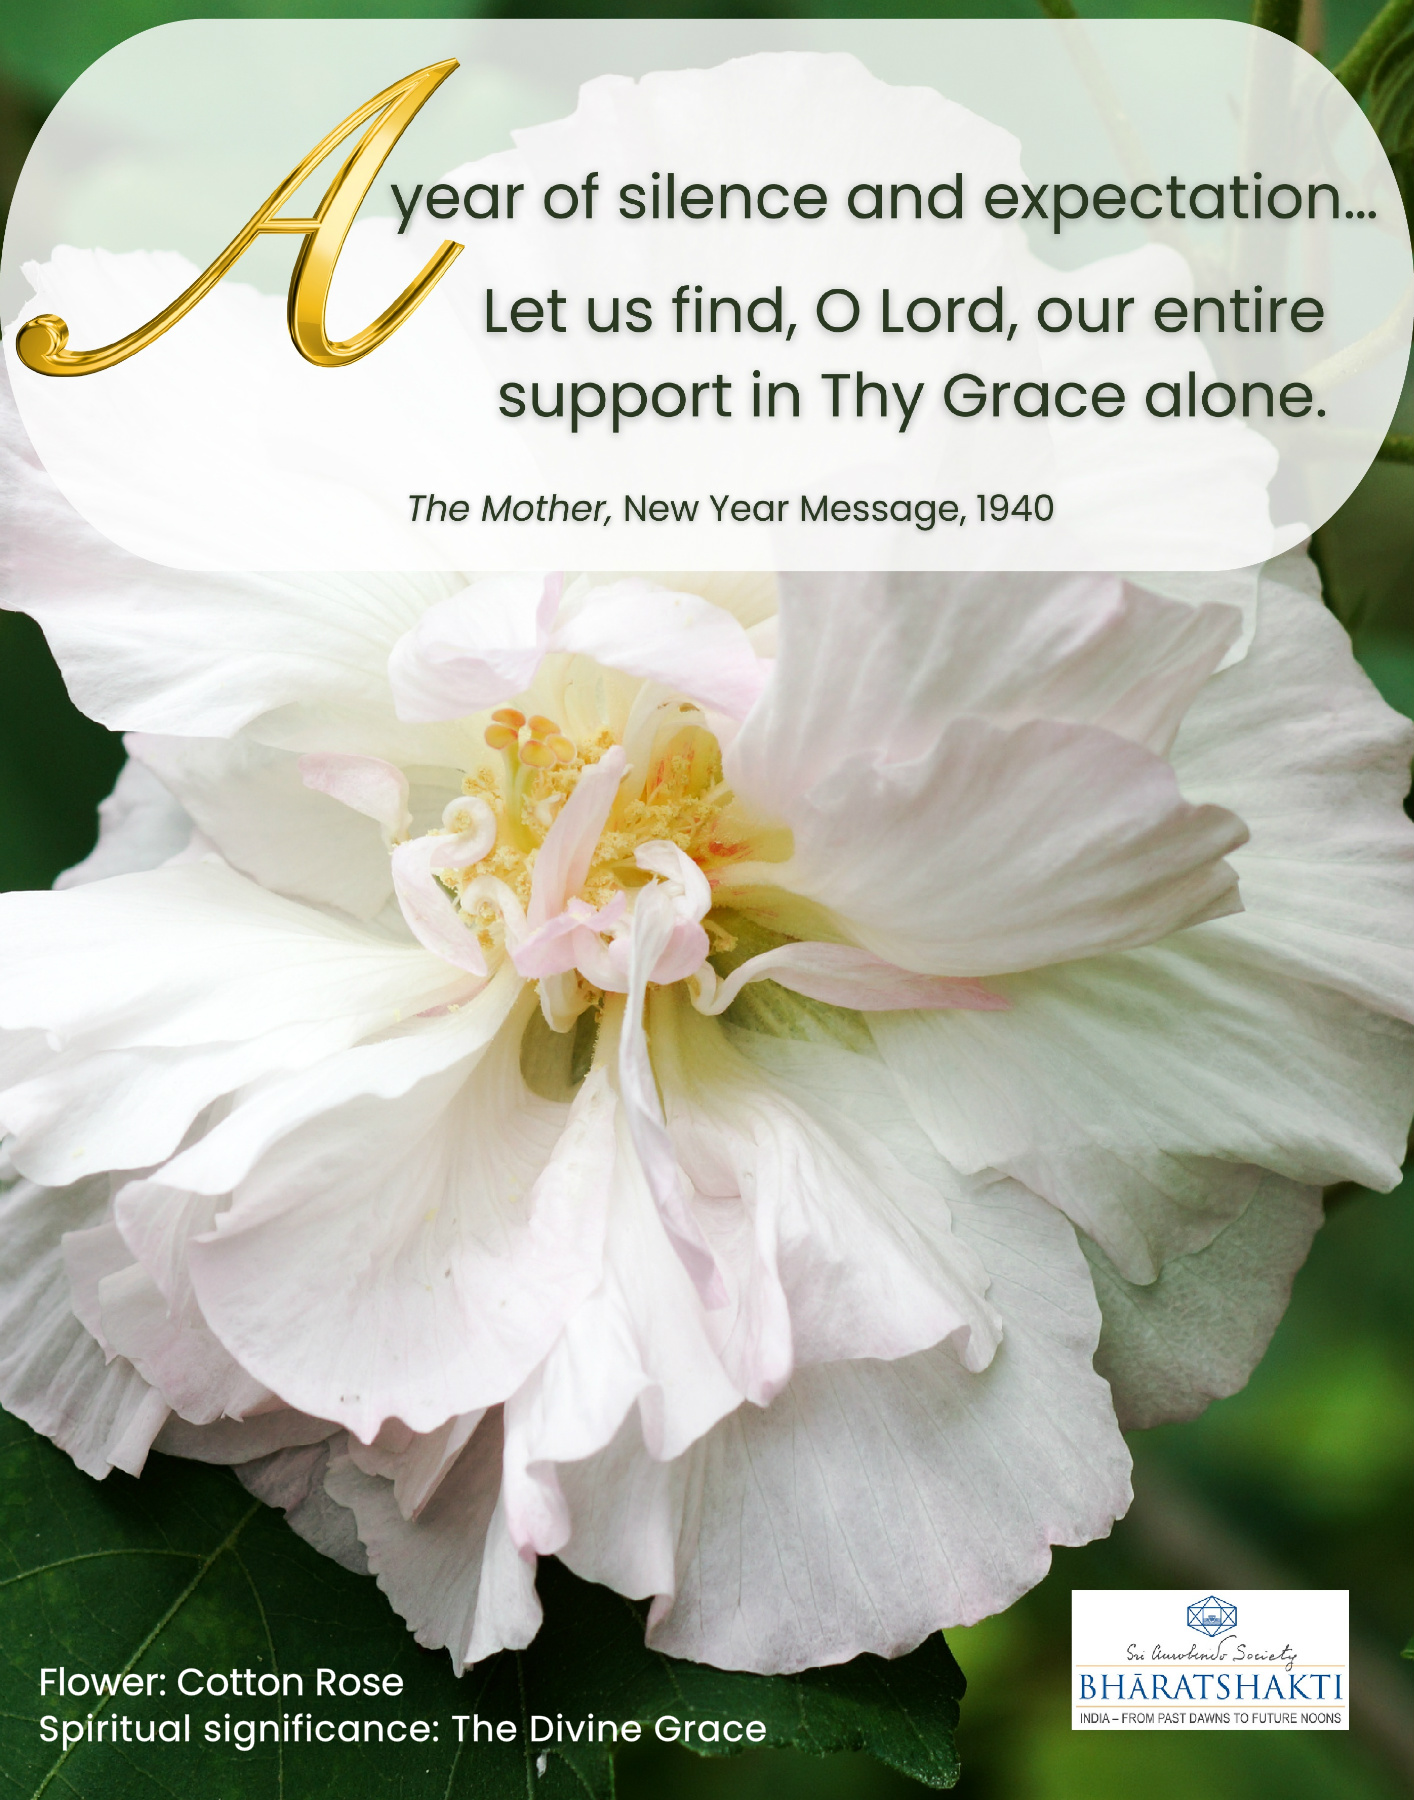 A year of silence and expectation...
Let us find, O Lord, our entire
support in Thy Grace alone.
The Mother, New Year Message, 1940
Flower: Cotton Rose
Spiritual significance: The Divine Grace
Sri Aurobindo Society
BHĀRATSHAKTI
INDIA – FROM PAST DAWNS TO FUTURE NOONS